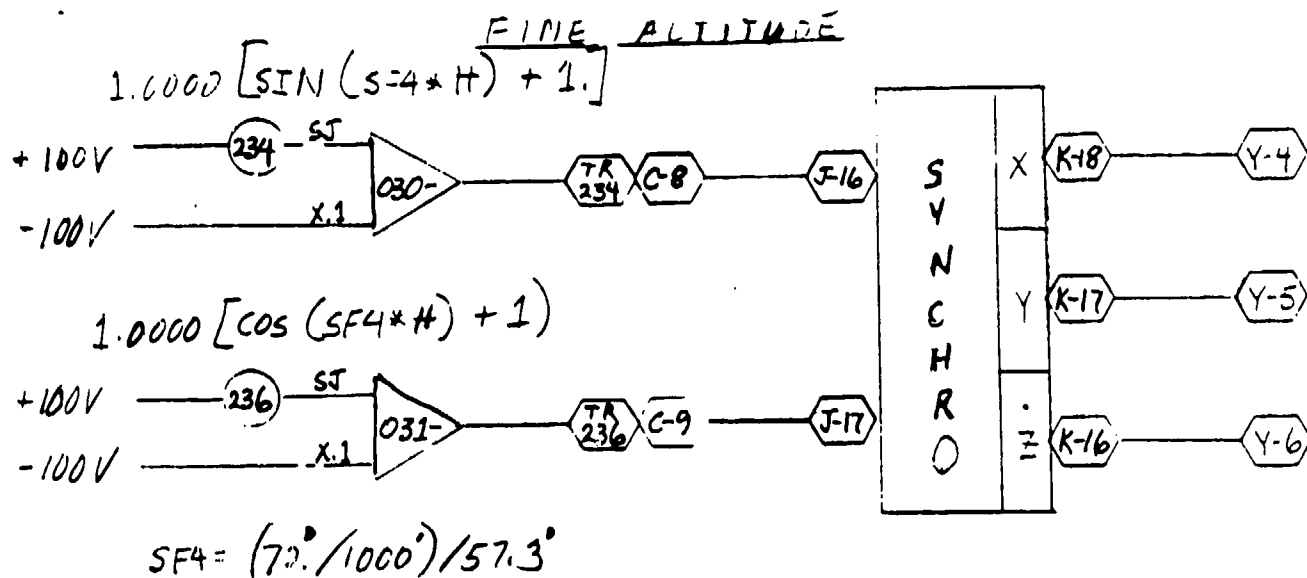 FINE ALTITUDE
1.0000 [SIN (S=4*H) + 1.]
+100V 234 SJ
030-
-100V X.1
TR 234 C-8 J-16
1.0000 [COS (SF4*H) + 1)
+100V 236 SJ
031-
-100V X.1
TR 236 C-9 J-17
SYNCHRO
X K-18 Y-4
Y K-17 Y-5
Z K-16 Y-6
SF4= (72°/1000')/57.3°